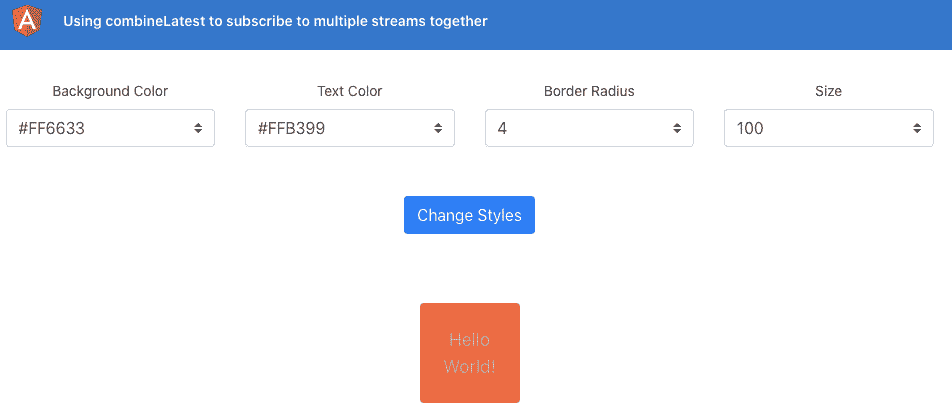 Using combineLatest to subscribe to multiple streams together
Background Color Text Color Border Radius Size
#FF6633 #FFB399 4 100
Change Styles
Hello
World!